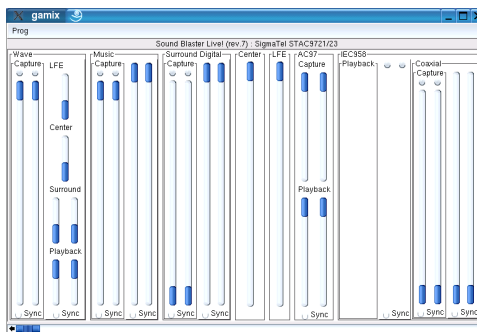 gamix
Prog
Sound Blaster Live! (rev.7) : SigmaTel STAC9721/23
Wave Music Surround Digital Center LFE AC97 IEC958
Capture LFE Capture Capture Capture Playback Coaxial
Capture
Center
Surround
Playback
Playback
Sync Sync Sync Sync Sync Sync Sync Sync Sync Sync